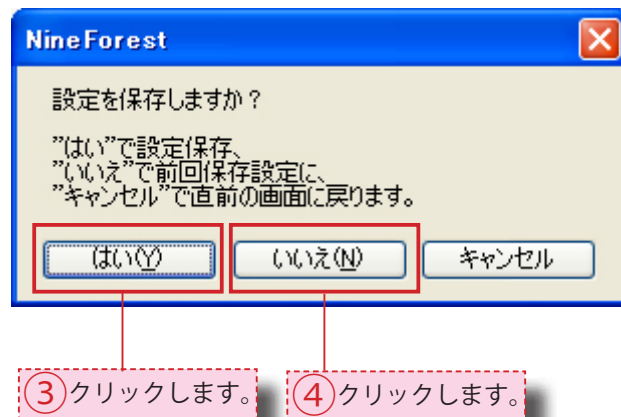 NineForest
設定を保存しますか？
”はい”で設定保存、
”いいえ”で前回保存設定に、
”キャンセル”で直前の画面に戻ります。
はい(Y) いいえ(N) キャンセル
③クリックします。 ④クリックします。